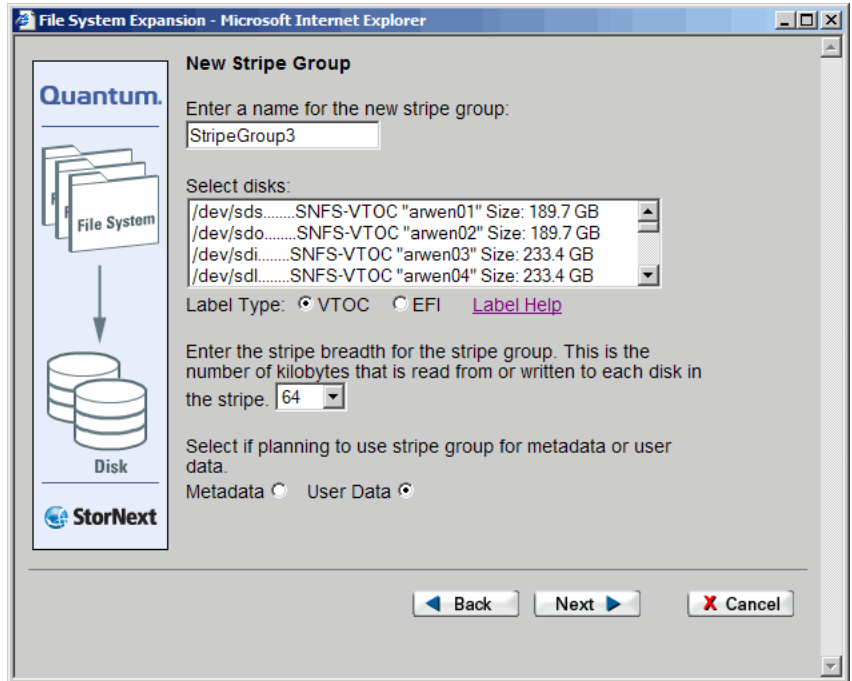 File System Expansion - Microsoft Internet Explorer
Quantum.
File System
Disk
StorNext
New Stripe Group
Enter a name for the new stripe group:
StripeGroup3
Select disks:
/dev/sds........SNFS-VTOC "arwen01" Size: 189.7 GB
/dev/sdo........SNFS-VTOC "arwen02" Size: 189.7 GB
/dev/sdi........SNFS-VTOC "arwen03" Size: 233.4 GB
/dev/sdl........SNFS-VTOC "arwen04" Size: 233.4 GB
Label Type: VTOC EFI Label Help
Enter the stripe breadth for the stripe group. This is the
number of kilobytes that is read from or written to each disk in
the stripe. 64
Select if planning to use stripe group for metadata or user
data.
Metadata User Data
Back Next X Cancel